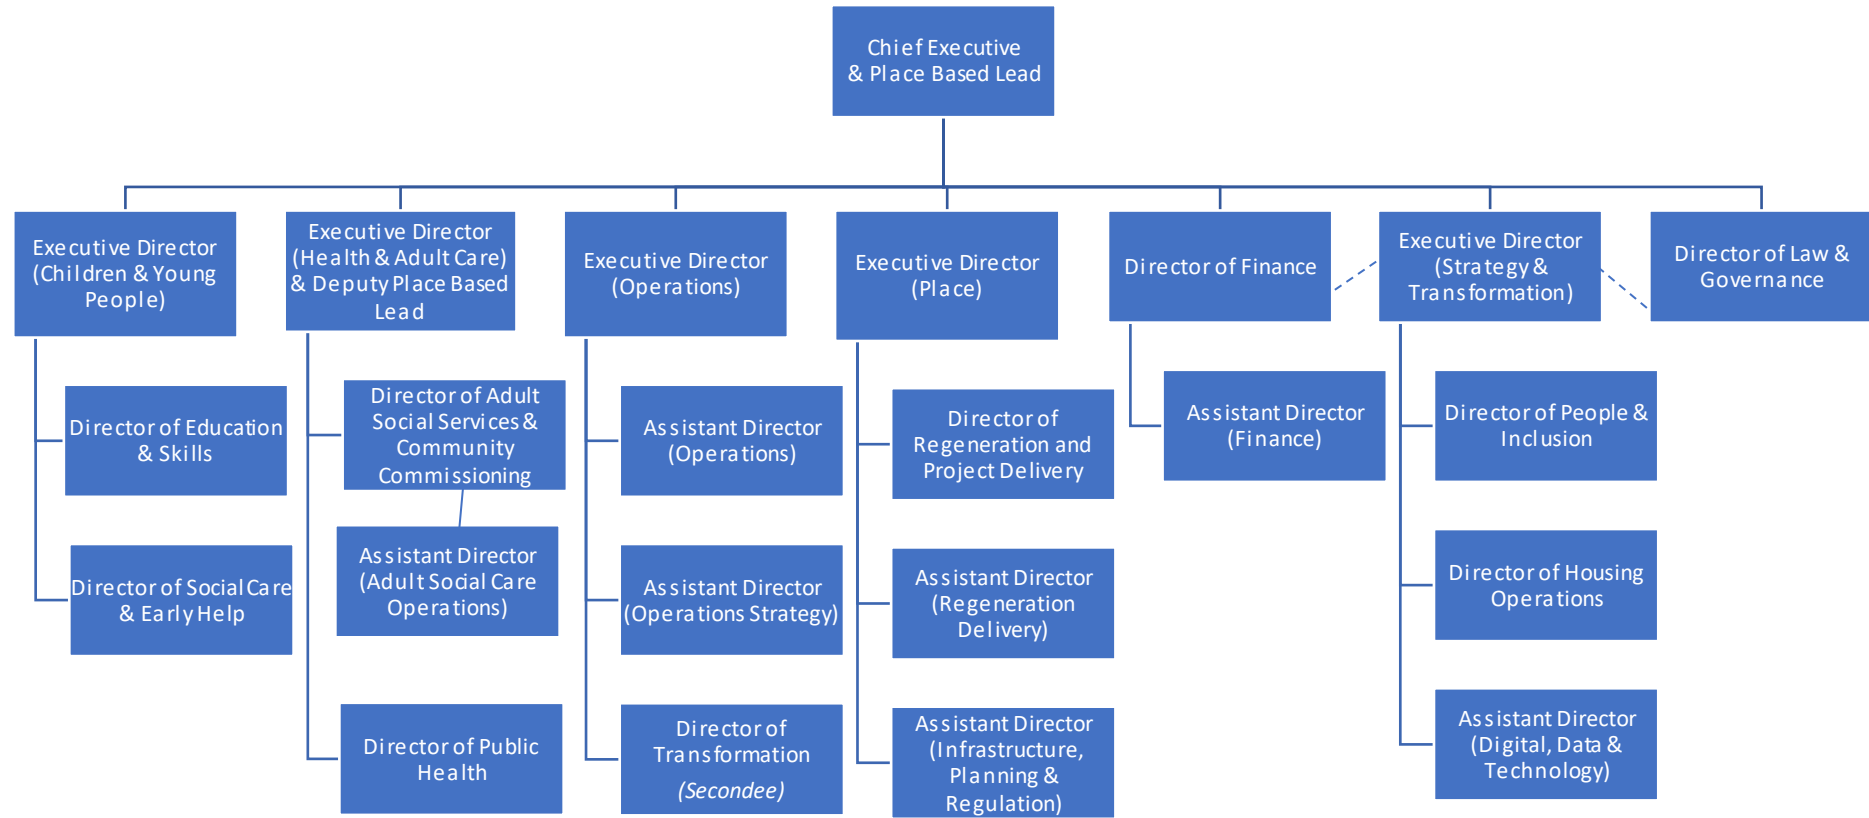 Chief Executive
& Place Based Lead
Executive Director
(Children & Young
People)
Executive Director
(Health & Adult Care)
& Deputy Place Based
Lead
Executive Director
(Operations)
Executive Director
(Place)
Director of Finance
Executive Director
(Strategy &
Transformation)
Director of Law &
Governance
Director of Education
& Skills
Director of Social Care
& Early Help
Director of Adult
Social Services &
Community
Commissioning
Assistant Director
(Adult Social Care
Operations)
Director of Public
Health
Assistant Director
(Operations)
Assistant Director
(Operations Strategy)
Director of
Transformation
(Secondee)
Director of
Regeneration and
Project Delivery
Assistant Director
(Regeneration
Delivery)
Assistant Director
(Infrastructure,
Planning &
Regulation)
Assistant Director
(Finance)
Director of People &
Inclusion
Director of Housing
Operations
Assistant Director
(Digital, Data &
Technology)